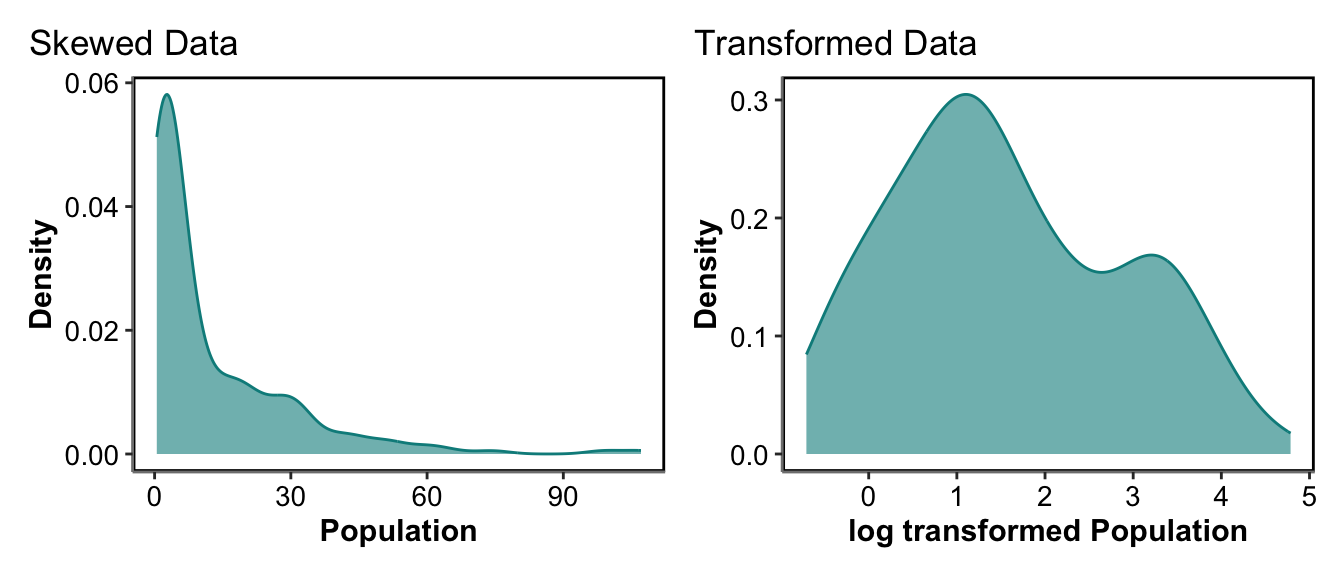 Skewed Data
Density
0.06
0.04
0.02
0.00
0 30 60 90
Population
Transformed Data
Density
0.3
0.2
0.1
0.0
0 1 2 3 4 5
log transformed Population